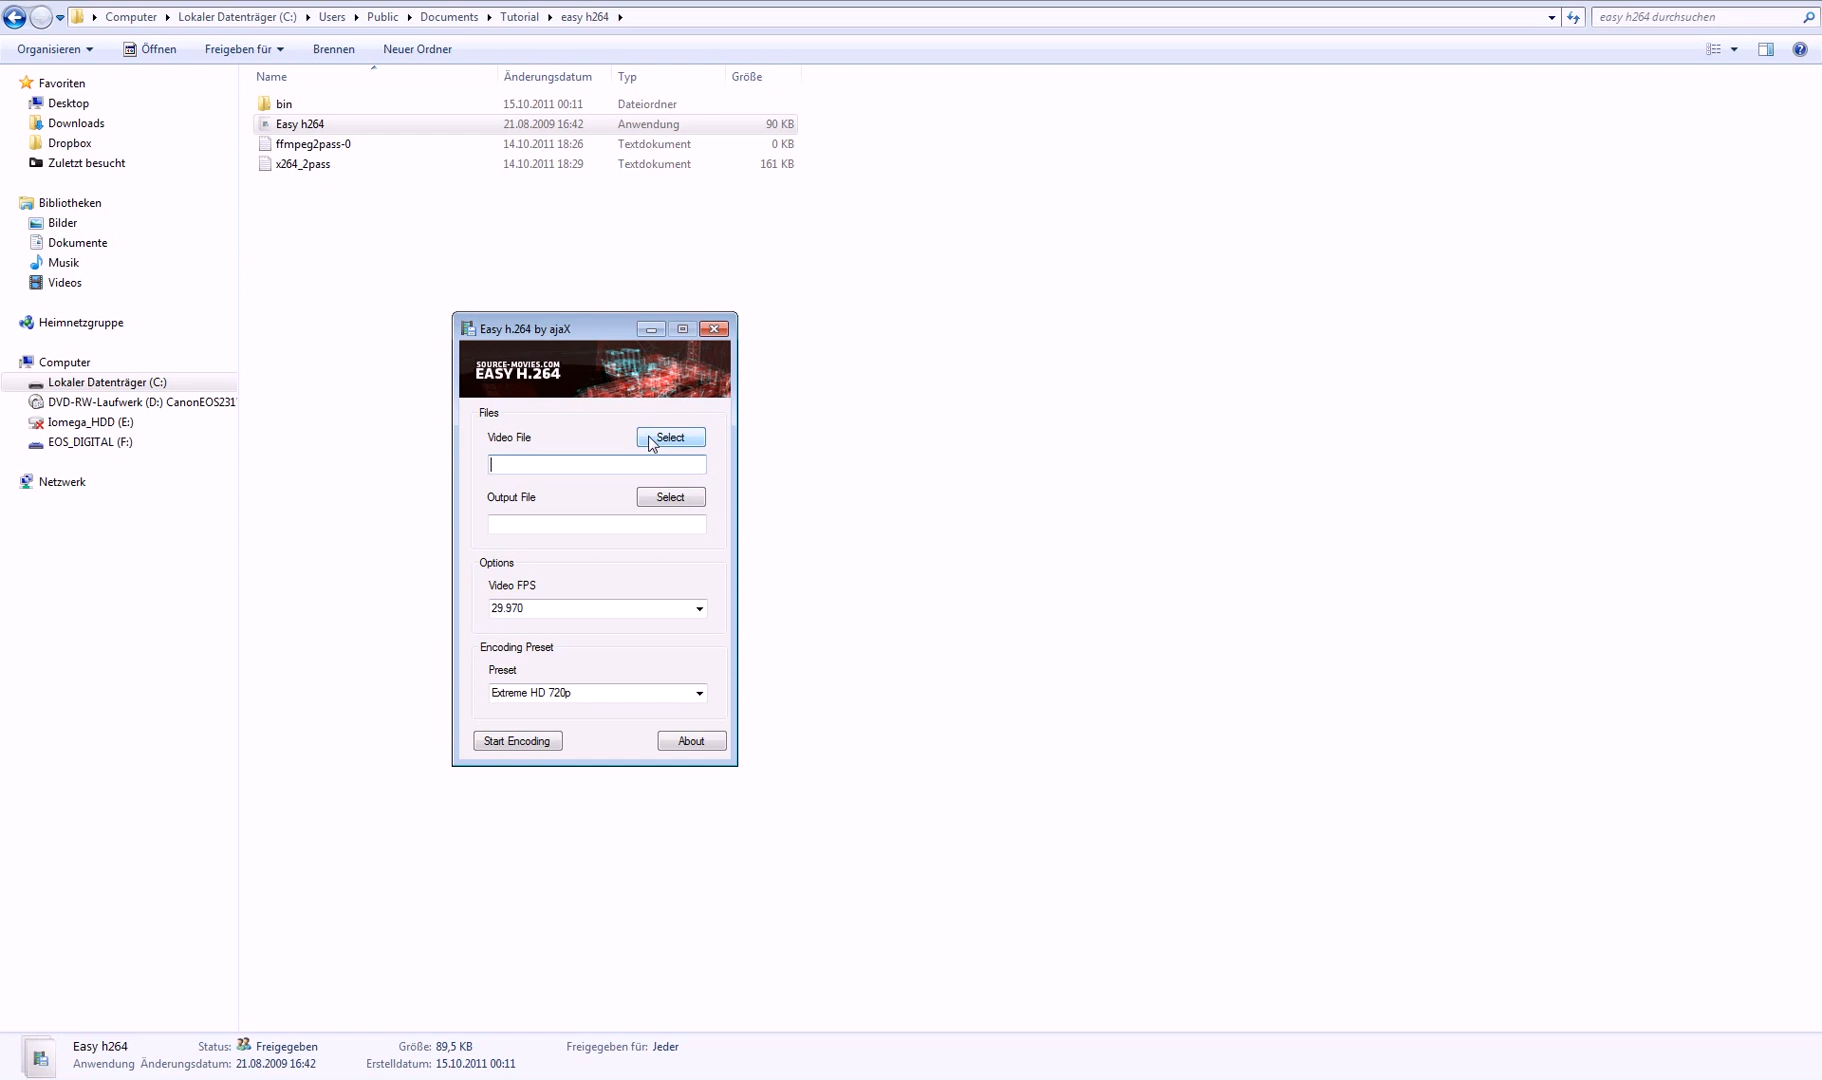 Computer Lokaler Datenträger (C:) Users Public Documents Tutorial easy h264 easy h264 durchsuchen
Organisieren Öffnen Freigeben für Brennen Neuer Ordner
Name Änderungsdatum Typ Größe
bin 15.10.2011 00:11 Dateiordner
Easy h264 21.08.2009 16:42 Anwendung 90 KB
ffmpeg2pass-0 14.10.2011 18:26 Textdokument 0 KB
x264_2pass 14.10.2011 18:29 Textdokument 161 KB
Favoriten
Desktop
Downloads
Dropbox
Zuletzt besucht
Bibliotheken
Bilder
Dokumente
Musik
Videos
Heimnetzgruppe
Computer
Lokaler Datenträger (C:)
DVD-RW-Laufwerk (D:) CanonEOS231
Iomega_HDD (E:)
EOS_DIGITAL (F:)
Netzwerk
Easy h.264 by ajaX
SOURCE-MOVIES.COM
EASY H.264
Files
Video File Select
Output File Select
Options
Video FPS
29.970
Encoding Preset
Preset
Extreme HD 720p
Start Encoding About
Easy h264 Status: Freigegeben Größe: 89,5 KB Freigegeben für: Jeder
Anwendung Änderungsdatum: 21.08.2009 16:42 Erstelldatum: 15.10.2011 00:11